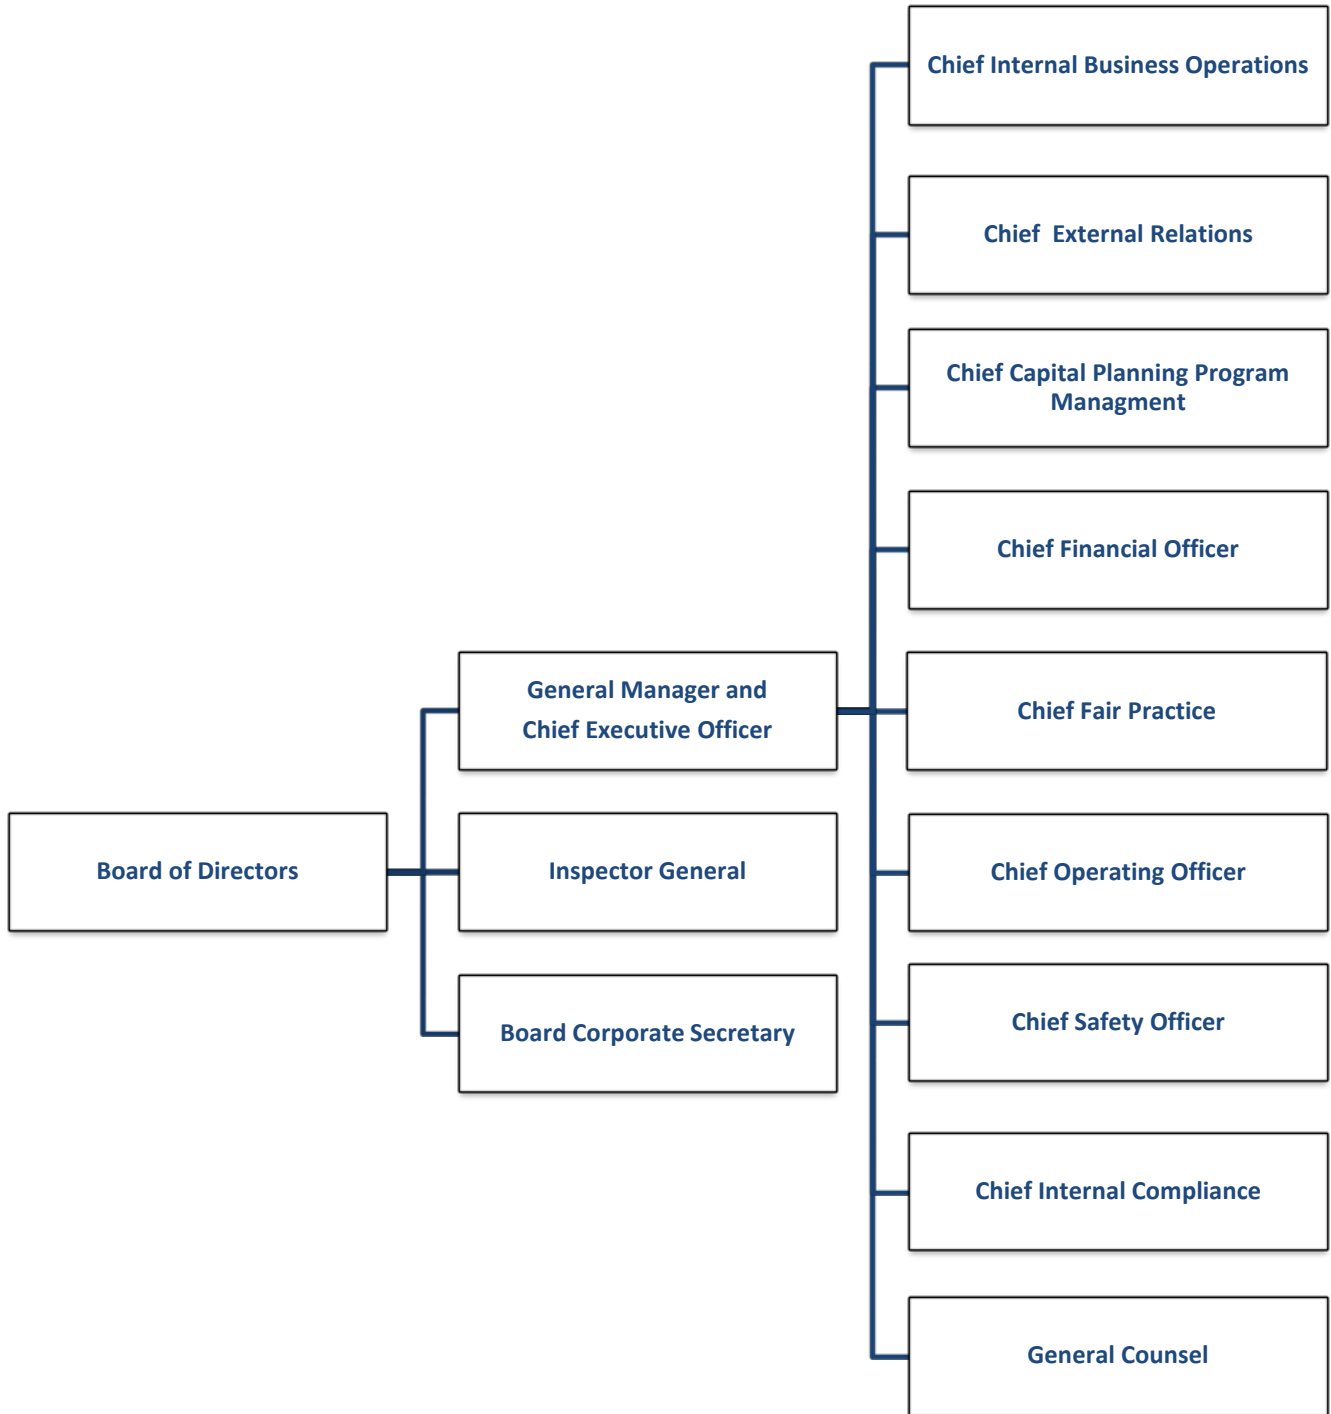 Chief Internal Business Operations
Chief  External Relations
Chief Capital Planning Program
Managment
Chief Financial Officer
General Manager and
Chief Executive Officer
Chief Fair Practice
Board of Directors
Inspector General
Chief Operating Officer
Board Corporate Secretary
Chief Safety Officer
Chief Internal Compliance
General Counsel